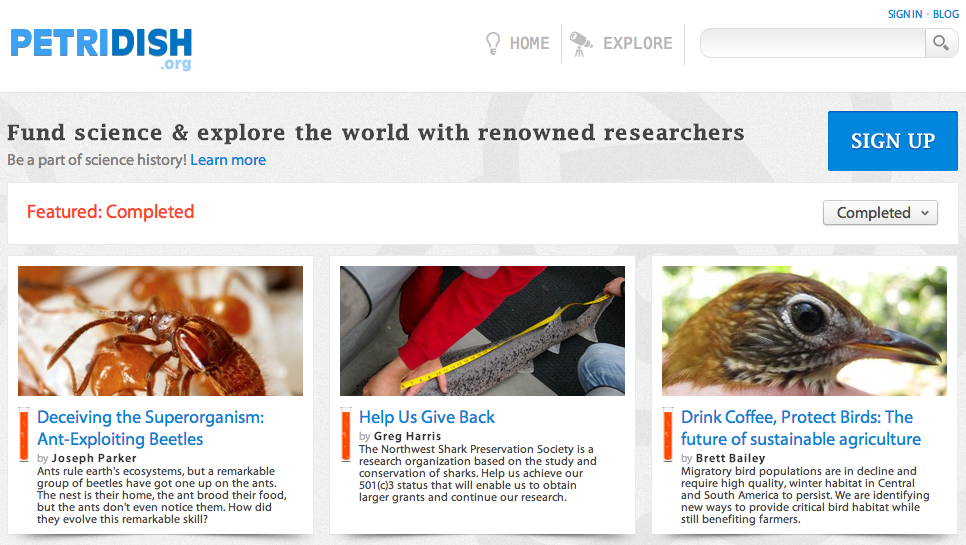 SIGN IN · BLOG
PETRIDISH
.org
HOME
EXPLORE
Fund science & explore the world with renowned researchers
Be a part of science history! Learn more
SIGN UP
Featured: Completed
Completed
Deceiving the Superorganism:
Ant-Exploiting Beetles
by Joseph Parker
Ants rule earth's ecosystems, but a remarkable
group of beetles have got one up on the ants.
The nest is their home, the ant brood their food,
but the ants don't even notice them. How did
they evolve this remarkable skill?
Help Us Give Back
by Greg Harris
The Northwest Shark Preservation Society is a
research organization based on the study and
conservation of sharks. Help us achieve our
501(c)3 status that will enable us to obtain
larger grants and continue our research.
Drink Coffee, Protect Birds: The
future of sustainable agriculture
by Brett Bailey
Migratory bird populations are in decline and
require high quality, winter habitat in Central
and South America to persist. We are identifying
new ways to provide critical bird habitat while
still benefiting farmers.